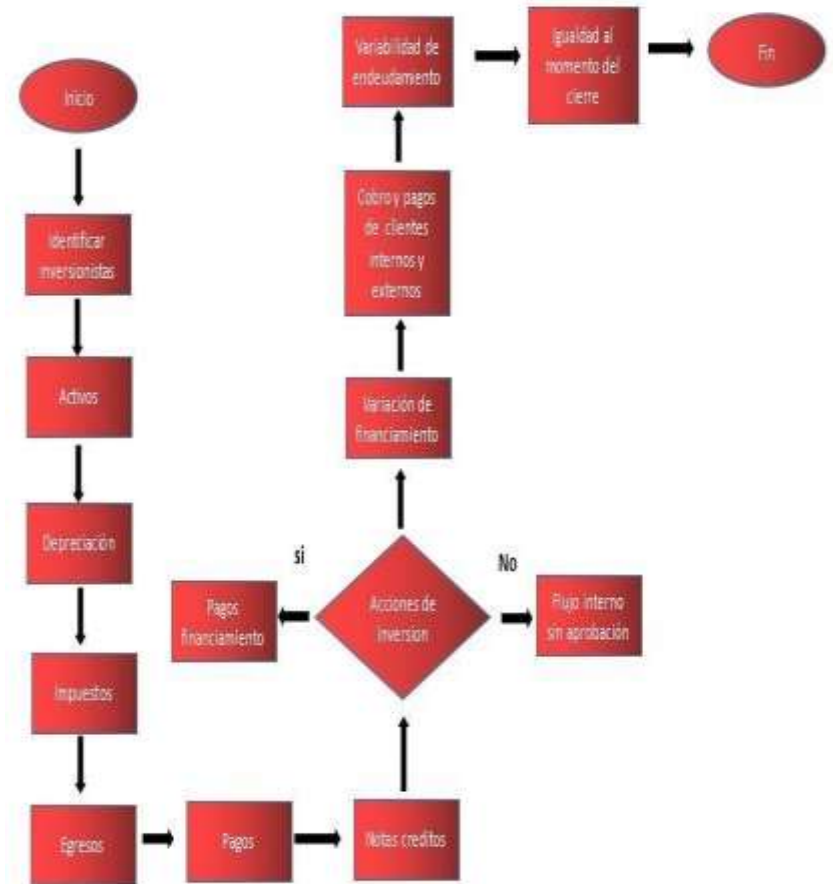 Inicio
Identificar
inversionistas
Activos
Depreciación
Impuestos
Egresos
Pagos
Notas creditos
Acciones de
inversion
si
Pagos
financiamiento
No
Flujo interno
sin aprobación
Variación de
financiamiento
Cobro y pagos
de clientes
internos y
externos
Variabilidad de
endeudamiento
Igualdad al
momento del
cierre
Fin